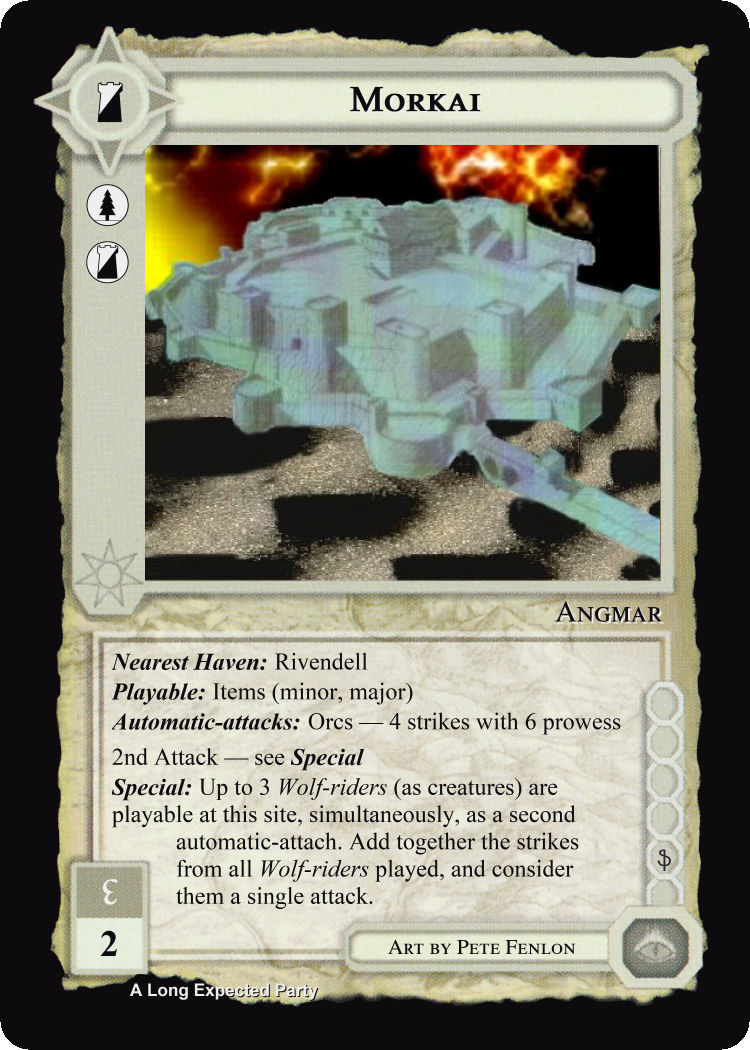 Morkai
Angmar
Nearest Haven: Rivendell
Playable: Items (minor, major)
Automatic-attacks: Orcs — 4 strikes with 6 prowess
2nd Attack — see Special
Special: Up to 3 Wolf-riders (as creatures) are
playable at this site, simultaneously, as a second
automatic-attach. Add together the strikes
from all Wolf-riders played, and consider
them a single attack.
2
Art by Pete Fenlon
A Long Expected Party